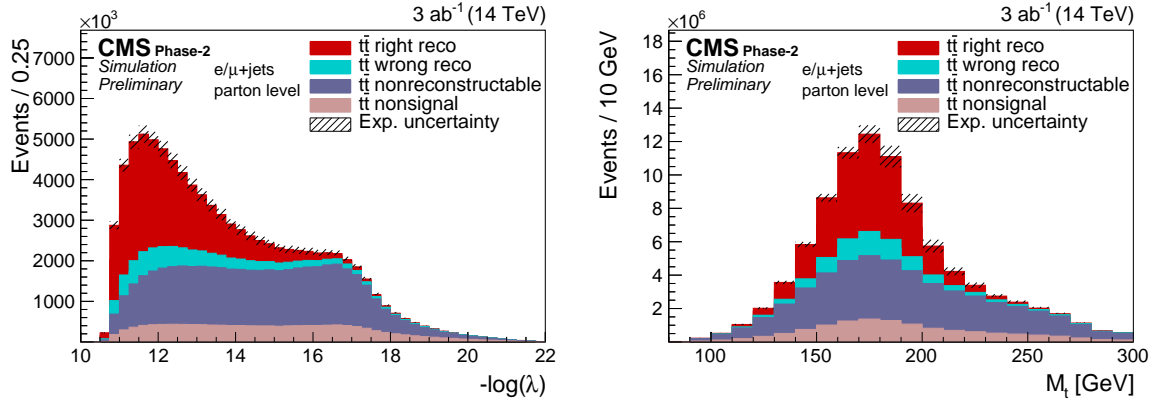 ×10³
3 ab⁻¹ (14 TeV)
CMS Phase-2
Simulation
Preliminary
e/μ+jets
parton level
tt̄ right reco
tt̄ wrong reco
tt̄ nonreconstructable
tt̄ nonsignal
Exp. uncertainty
Events / 0.25
7000
6000
5000
4000
3000
2000
1000
10 12 14 16 18 20 22
-log(λ)
×10⁶
3 ab⁻¹ (14 TeV)
CMS Phase-2
Simulation
Preliminary
e/μ+jets
parton level
tt̄ right reco
tt̄ wrong reco
tt̄ nonreconstructable
tt̄ nonsignal
Exp. uncertainty
Events / 10 GeV
18
16
14
12
10
8
6
4
2
100 150 200 250 300
Mₜ [GeV]